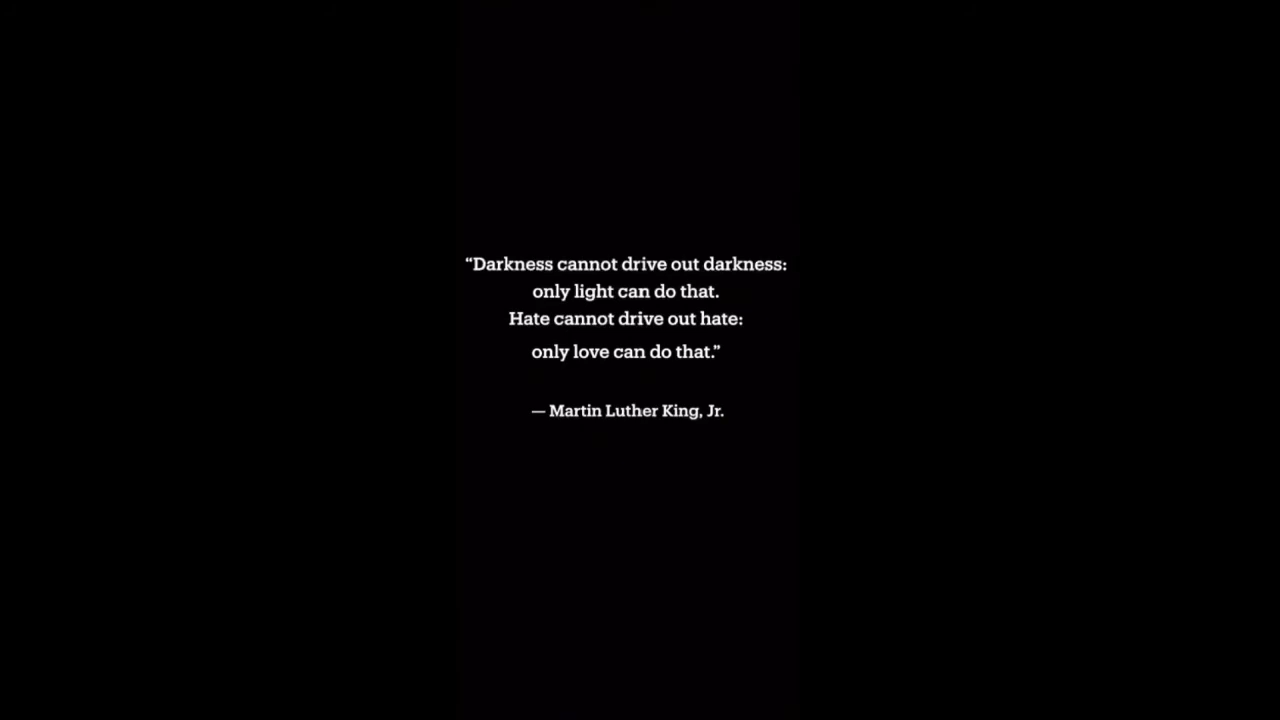 “Darkness cannot drive out darkness:
only light can do that.
Hate cannot drive out hate:
only love can do that.”
— Martin Luther King, Jr.